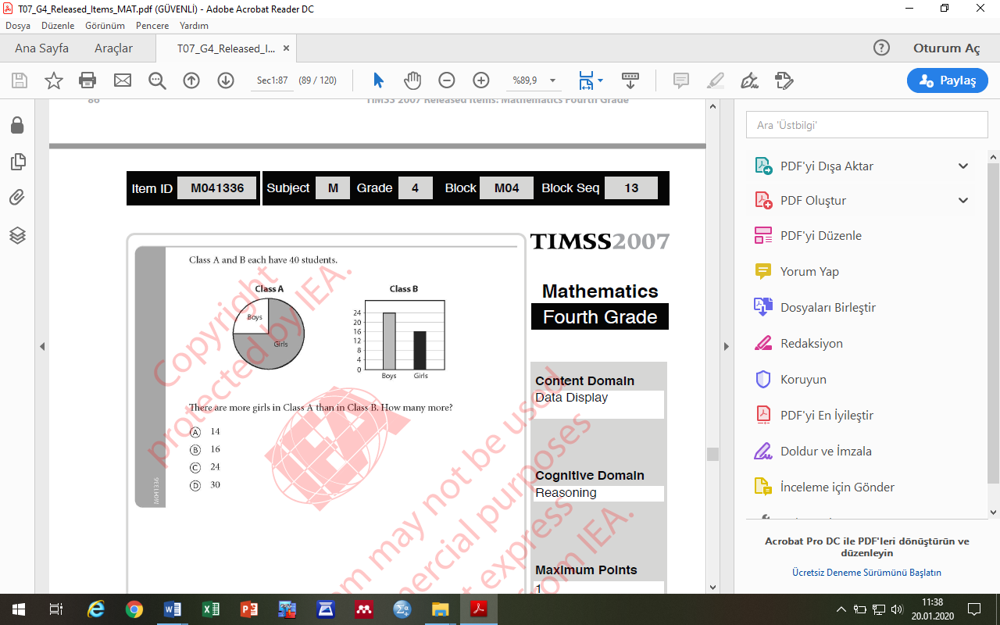 T07_G4_Released_Items_MAT.pdf (GÜVENLİ) - Adobe Acrobat Reader DC
Dosya Düzenle Görünüm Pencere Yardım
Ana Sayfa Araçlar T07_G4_Released_I... × Oturum Aç
Sec1:87 (89 / 120) %89,9 Paylaş
86 TIMSS 2007 Released Items: Mathematics Fourth Grade
Item ID M041336 Subject M Grade 4 Block M04 Block Seq 13
TIMSS2007
Mathematics
Fourth Grade
Class A and B each have 40 students.
Class A
Boys
Girls
Class B
24
20
16
12
8
4
0
Boys Girls
There are more girls in Class A than in Class B. How many more?
A 14
B 16
C 24
D 30
M041336
Content Domain
Data Display
Cognitive Domain
Reasoning
Maximum Points
1
Copyright
protected by IEA.
IEA
em may not be used
mercial purposes
t express
from IEA.
Ara 'Üstbilgi'
PDF'yi Dışa Aktar
PDF Oluştur
PDF'yi Düzenle
Yorum Yap
Dosyaları Birleştir
Redaksiyon
Koruyun
PDF'yi En İyileştir
Doldur ve İmzala
İnceleme için Gönder
Acrobat Pro DC ile PDF'leri dönüştürün ve
düzenleyin
Ücretsiz Deneme Sürümünü Başlatın
11:38
20.01.2020